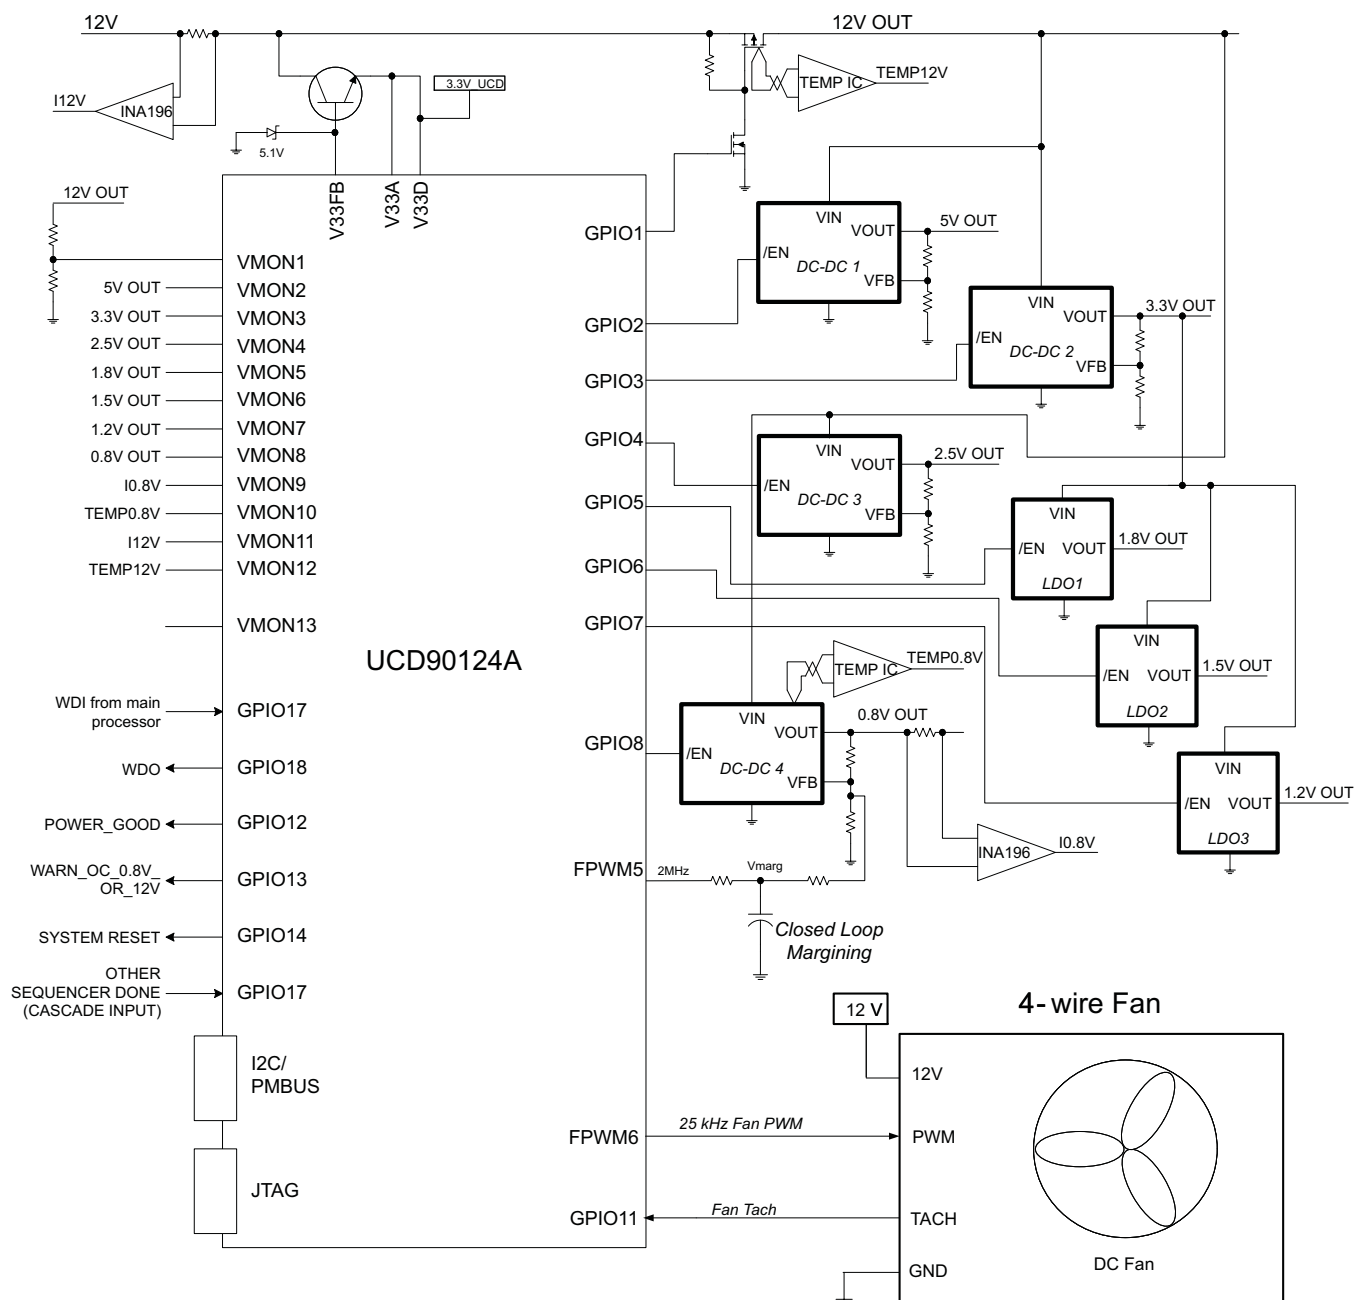 12V
12V OUT
I12V
INA196
3.3V_UCD
5.1V
TEMP IC
TEMP12V
12V OUT
V33FB
V33A
V33D
VMON1
5V OUT
VMON2
3.3V OUT
VMON3
2.5V OUT
VMON4
1.8V OUT
VMON5
1.5V OUT
VMON6
1.2V OUT
VMON7
0.8V OUT
VMON8
I0.8V
VMON9
TEMP0.8V
VMON10
I12V
VMON11
TEMP12V
VMON12
VMON13
UCD90124A
WDI from main
processor
GPIO17
WDO
GPIO18
POWER_GOOD
GPIO12
WARN_OC_0.8V_
OR_12V
GPIO13
SYSTEM RESET
GPIO14
OTHER
SEQUENCER DONE
(CASCADE INPUT)
GPIO17
I2C/
PMBUS
JTAG
GPIO1
GPIO2
GPIO3
GPIO4
GPIO5
GPIO6
GPIO7
GPIO8
FPWM5
FPWM6
GPIO11
VIN
VOUT
/EN
DC-DC 1
VFB
5V OUT
VIN
VOUT
/EN
DC-DC 2
VFB
3.3V OUT
VIN
VOUT
/EN
DC-DC 3
VFB
2.5V OUT
VIN
/EN
VOUT
LDO1
1.8V OUT
VIN
/EN
VOUT
LDO2
1.5V OUT
VIN
/EN
VOUT
LDO3
1.2V OUT
TEMP IC
TEMP0.8V
VIN
VOUT
/EN
DC-DC 4
VFB
0.8V OUT
INA196
I0.8V
2MHz
Vmarg
Closed Loop
Margining
4- wire Fan
12 V
12V
25 kHz Fan PWM
PWM
Fan Tach
TACH
GND
DC Fan